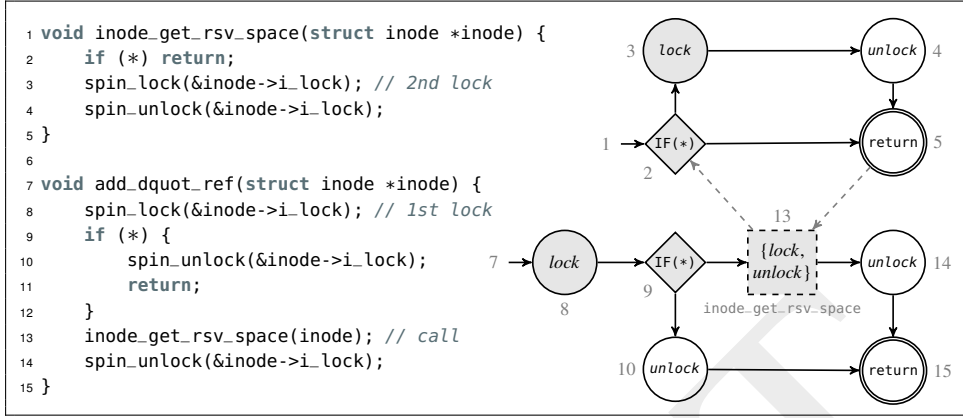 1 void inode_get_rsv_space(struct inode *inode) {
2 if (*) return;
3 spin_lock(&inode->i_lock); // 2nd lock
4 spin_unlock(&inode->i_lock);
5 }
6
7 void add_dquot_ref(struct inode *inode) {
8 spin_lock(&inode->i_lock); // 1st lock
9 if (*) {
10 spin_unlock(&inode->i_lock);
11 return;
12 }
13 inode_get_rsv_space(inode); // call
14 spin_unlock(&inode->i_lock);
15 }
3 lock unlock 4
1 IF(*) return 5
2
13
7 lock IF(*) {lock, unlock 14
unlock}
8 9 inode_get_rsv_space
10 unlock return 15